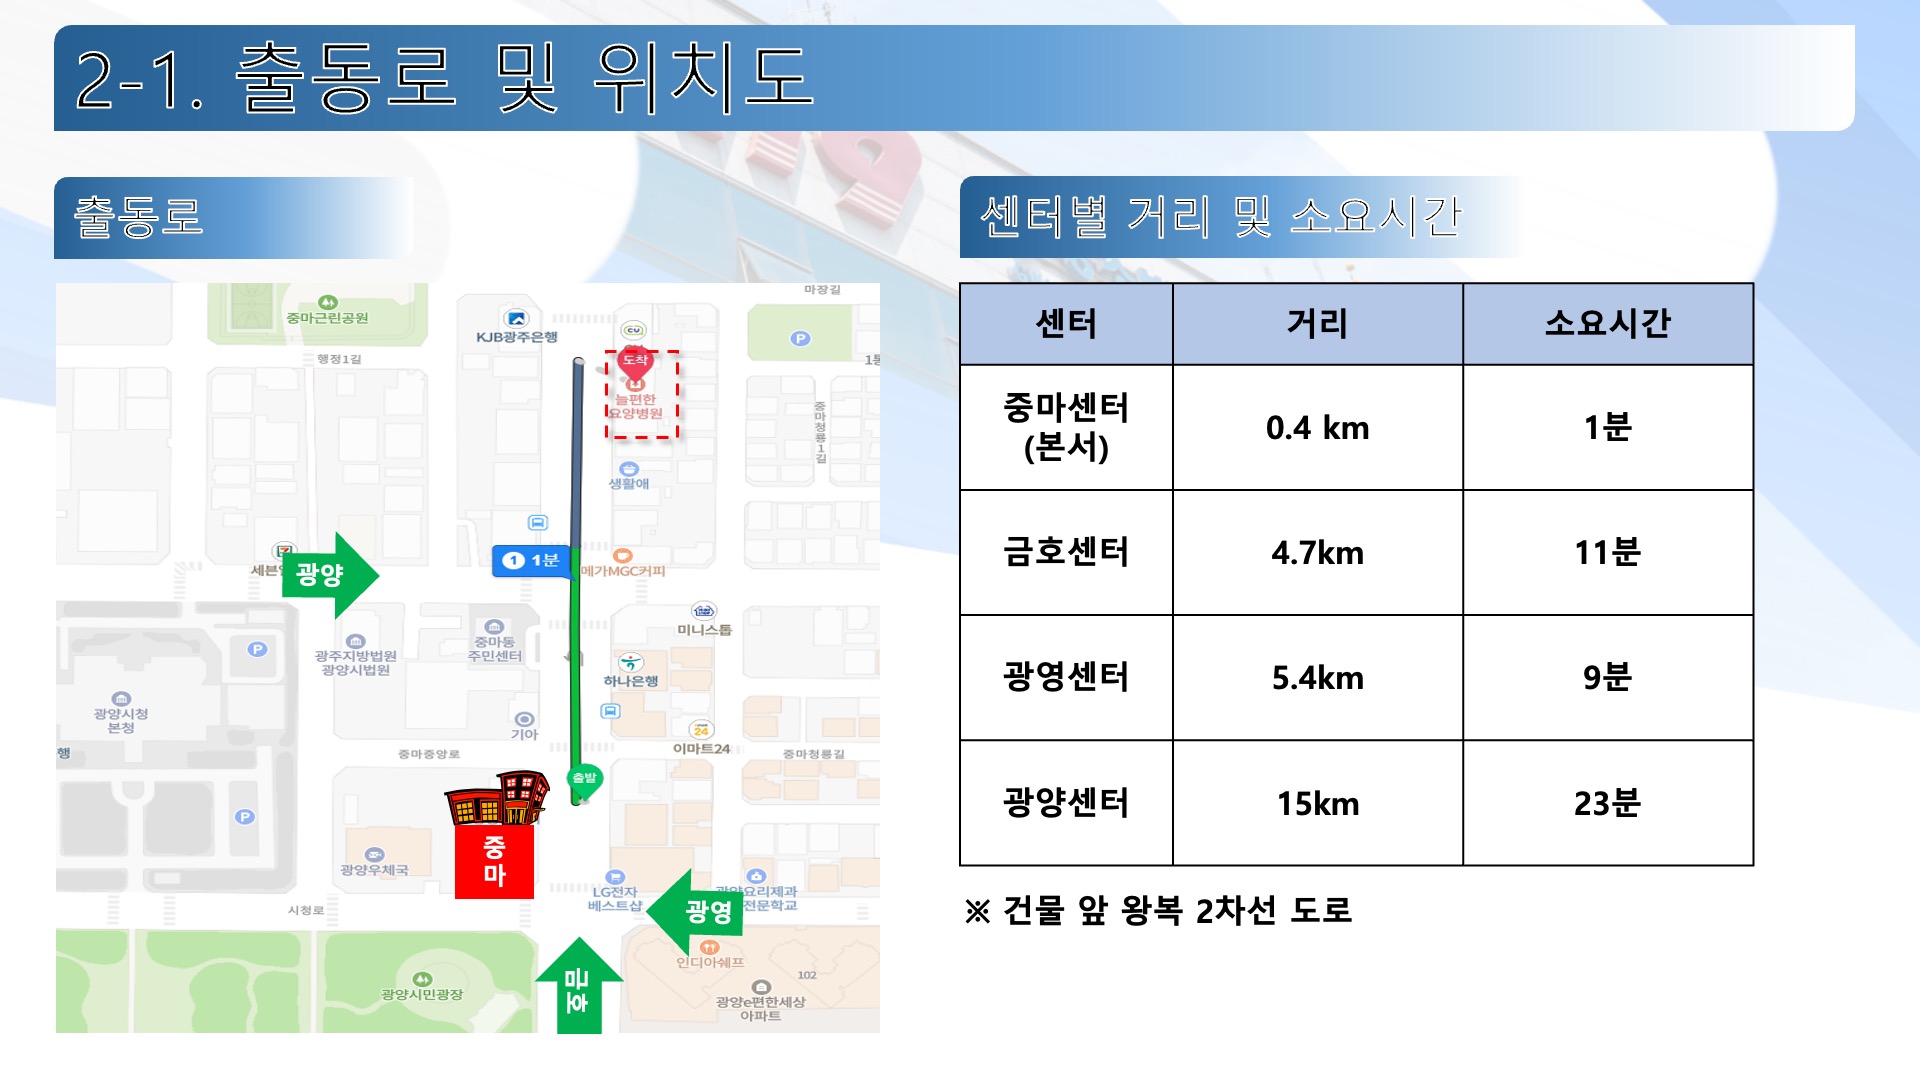 2-1. 출동로 및 위치도
출동로
센터별 거리 및 소요시간
마장길
중마근린공원
KJB광주은행
CU
P
행정1길
도착
늘편한
요양병원
중마청룡1길
생활애
1 1분
메가MGC커피
7
세븐
광양
미니스톱
중마동
주민센터
광주지방법원
광양시법원
P
하나은행
광양시청
본청
기아
24
이마트24
행
중마중앙로
중마청룡길
출발
P
중
마
광양우체국
LG전자
베스트샵
광양요리제과
전문학교
광영
시청로
인디아쉐프
102
광양시민광장
금호
광양e편한세상
아파트
센터 거리 소요시간
중마센터
(본서) 0.4 km 1분
금호센터 4.7km 11분
광영센터 5.4km 9분
광양센터 15km 23분
※ 건물 앞 왕복 2차선 도로